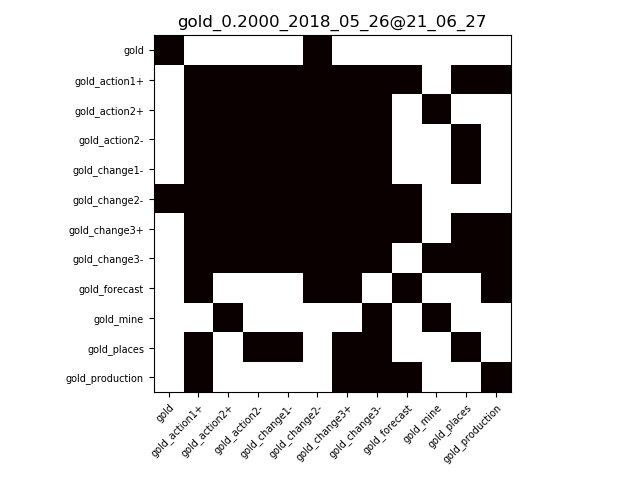 gold_0.2000_2018_05_26@21_06_27
gold
gold_action1+
gold_action2+
gold_action2-
gold_change1-
gold_change2-
gold_change3+
gold_change3-
gold_forecast
gold_mine
gold_places
gold_production
gold
gold_action1+
gold_action2+
gold_action2-
gold_change1-
gold_change2-
gold_change3+
gold_change3-
gold_forecast
gold_mine
gold_places
gold_production